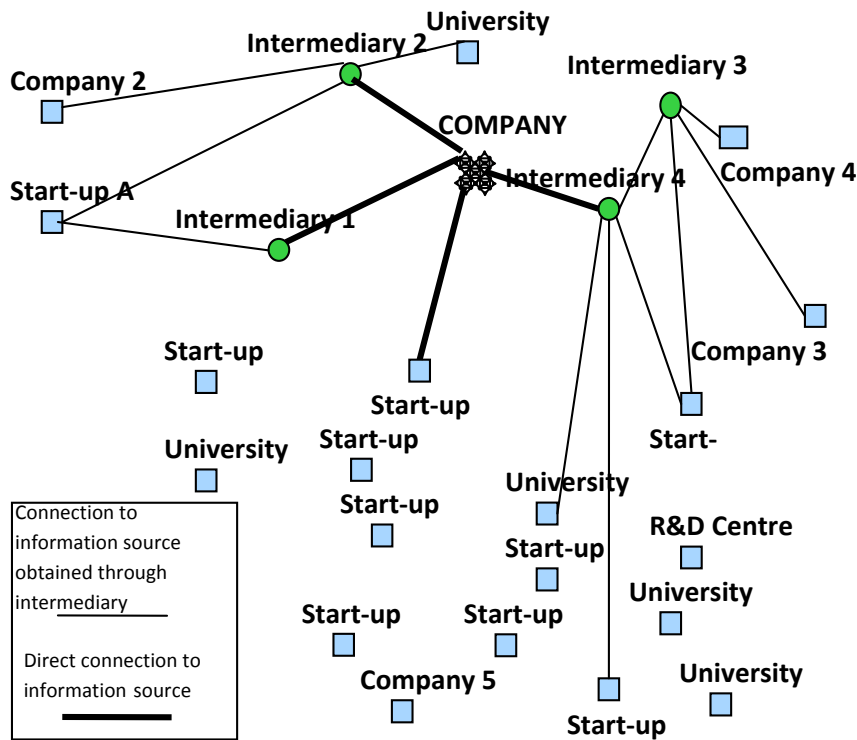 University
Intermediary 2
Intermediary 3
Company 2
COMPANY
Company 4
Intermediary 4
Start-up A
Intermediary 1
Company 3
Start-up
Start-up
Start-
Start-up
University
University
Start-up
R&D Centre
Start-up
University
Start-up
Start-up
Company 5
University
Start-up
Connection to
information source
obtained through
intermediary
Direct connection to
information source